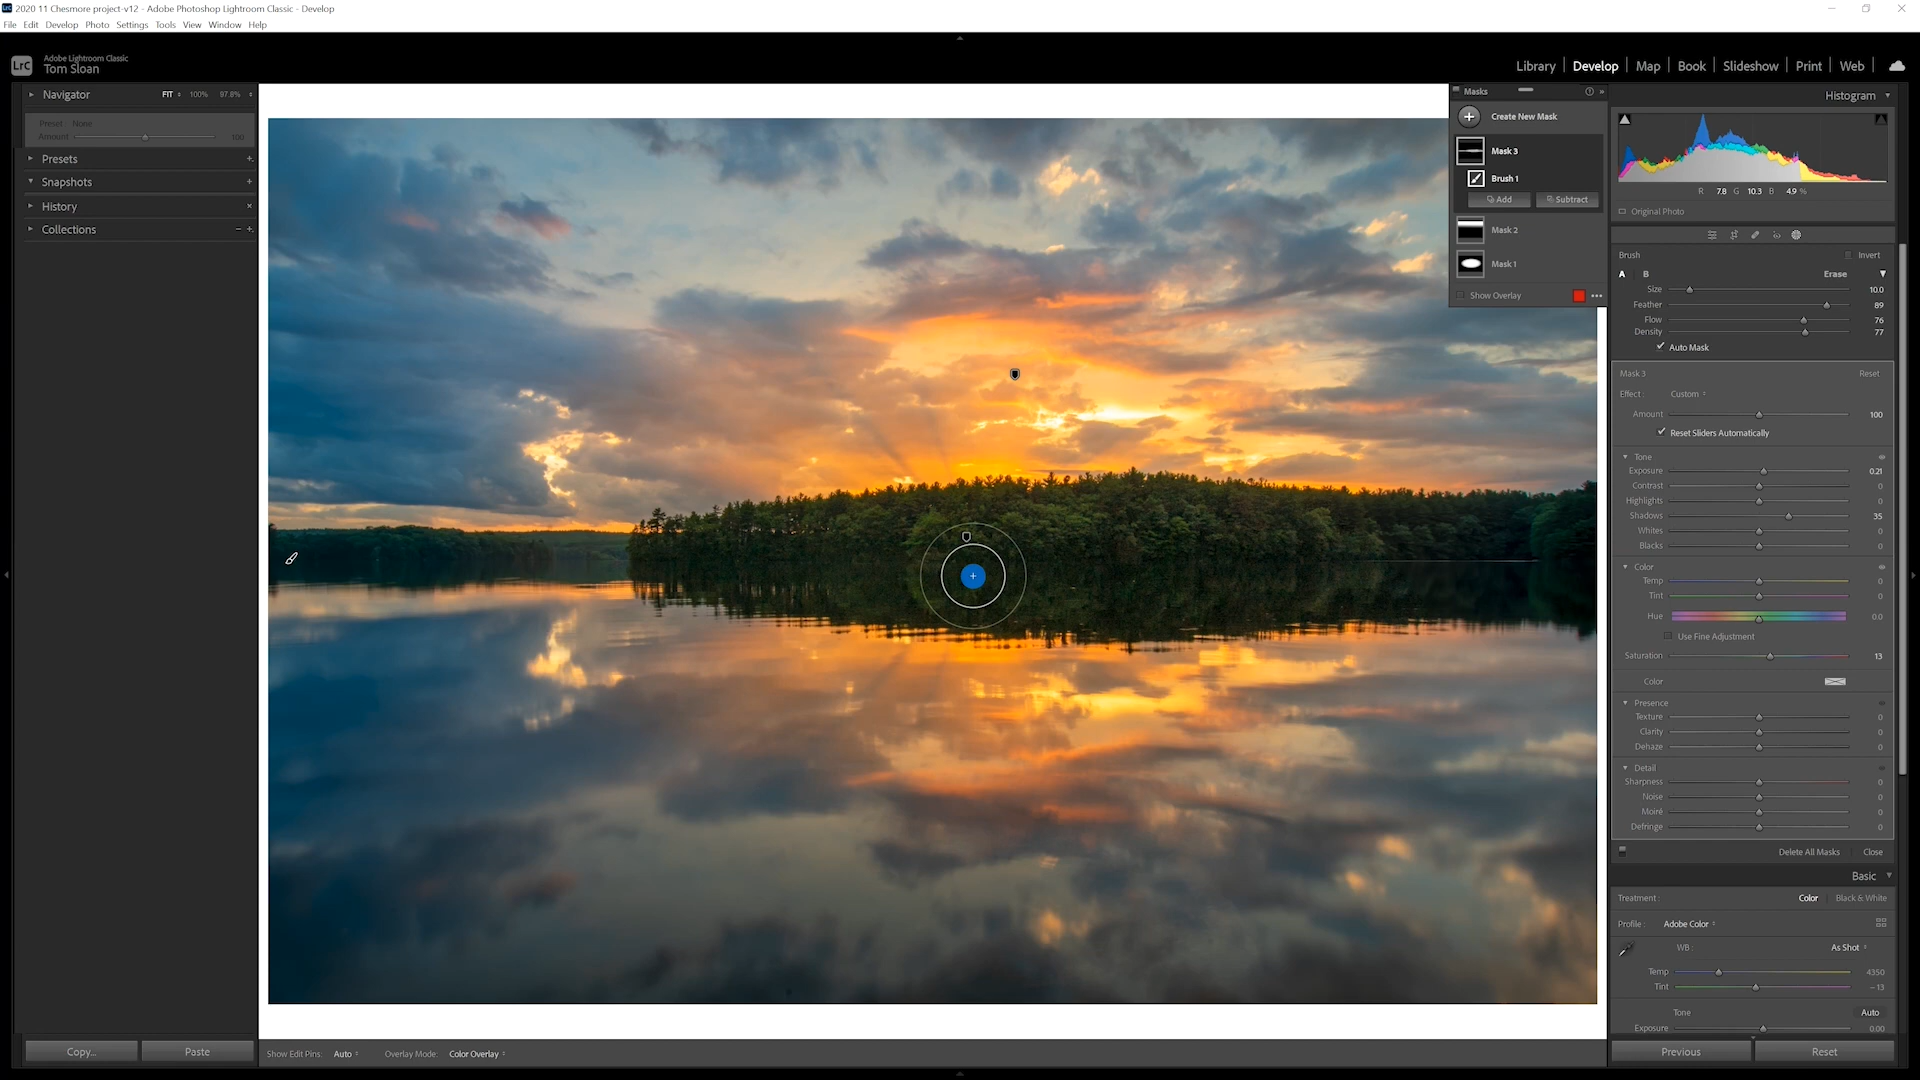 2020 11 Chesmore project-v12 - Adobe Photoshop Lightroom Classic - Develop
File Edit Develop Photo Settings Tools View Window Help
LrC
Adobe Lightroom Classic
Tom Sloan
Library Develop Map Book Slideshow Print Web
Navigator FIT 100% 97.8%
Preset: None
Amount 100
Presets
Snapshots
History
Collections
Masks
Create New Mask
Mask 3
Brush 1
Add Subtract
Mask 2
Mask 1
Show Overlay
Histogram
R 7.8 G 10.3 B 4.9 %
Original Photo
Brush Invert
A B Erase
Size 10.0
Feather 89
Flow 76
Density 77
Auto Mask
Mask 3 Reset
Effect: Custom
Amount 100
Reset Sliders Automatically
Tone
Exposure 0.21
Contrast 0
Highlights 0
Shadows 35
Whites 0
Blacks 0
Color
Temp 0
Tint 0
Hue 0.0
Use Fine Adjustment
Saturation 13
Color
Presence
Texture 0
Clarity 0
Dehaze 0
Detail
Sharpness 0
Noise 0
Moiré 0
Defringe 0
Delete All Masks Close
Basic
Treatment: Color Black & White
Profile: Adobe Color
WB: As Shot
Temp 4350
Tint - 13
Tone Auto
Exposure 0.00
Copy... Paste
Show Edit Pins: Auto Overlay Mode: Color Overlay
Previous Reset